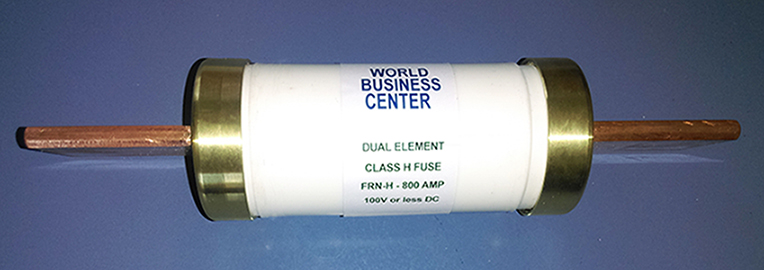 WORLD
BUSINESS
CENTER
DUAL ELEMENT
CLASS H FUSE
FRN-H - 800 AMP
100V or less DC